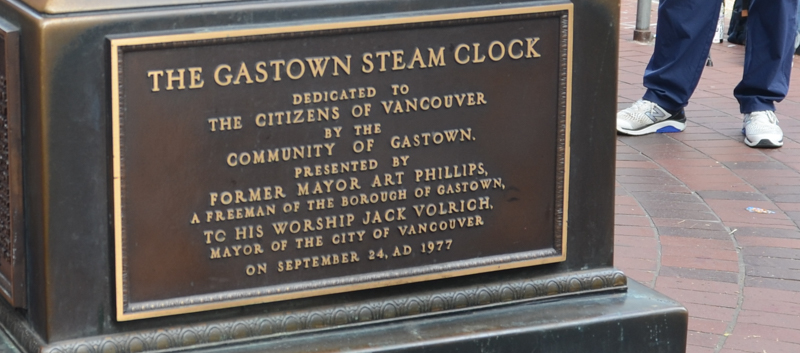 THE GASTOWN STEAM CLOCK
DEDICATED TO
THE CITIZENS OF VANCOUVER
BY THE
COMMUNITY OF GASTOWN.
PRESENTED BY
FORMER MAYOR ART PHILLIPS,
A FREEMAN OF THE BOROUGH OF GASTOWN,
TO HIS WORSHIP JACK VOLRICH,
MAYOR OF THE CITY OF VANCOUVER
ON SEPTEMBER 24, AD 1977